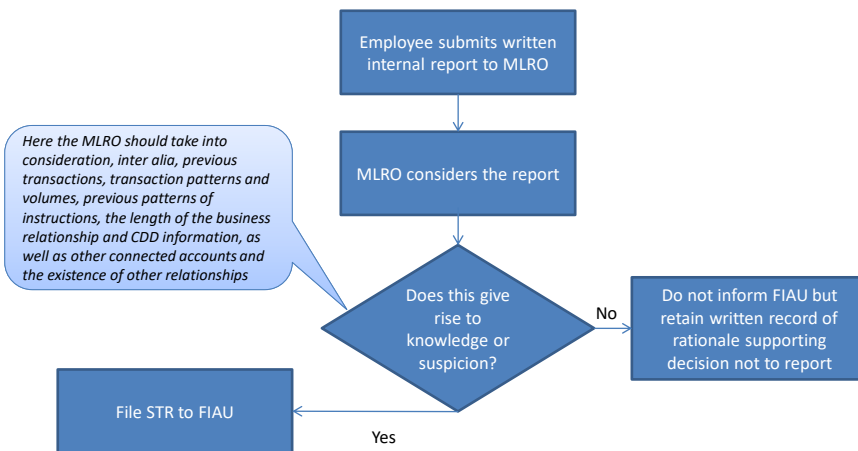 Employee submits written
internal report to MLRO
Here the MLRO should take into
consideration, inter alia, previous
transactions, transaction patterns and
volumes, previous patterns of
instructions, the length of the business
relationship and CDD information, as
well as other connected accounts and
the existence of other relationships
MLRO considers the report
Does this give
rise to
knowledge or
suspicion?
No
Do not inform FIAU but
retain written record of
rationale supporting
decision not to report
File STR to FIAU
Yes